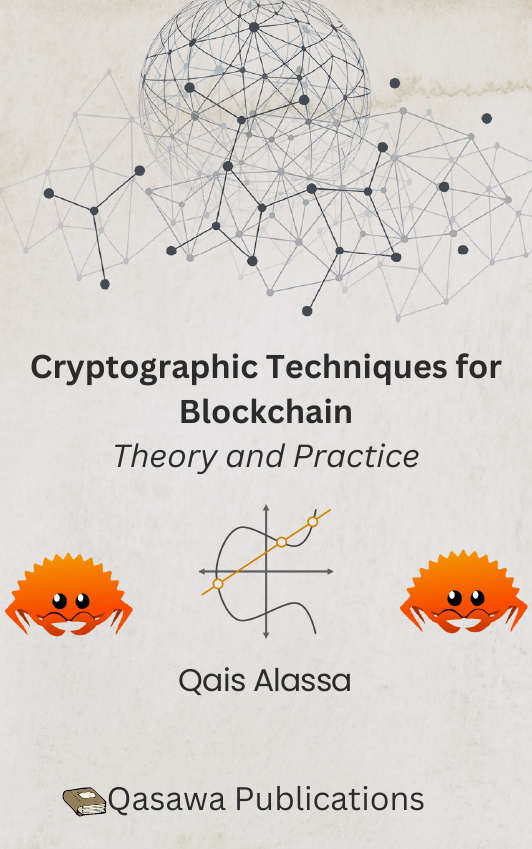 Cryptographic Techniques for
Blockchain
Theory and Practice
Qais Alassa
Qasawa Publications